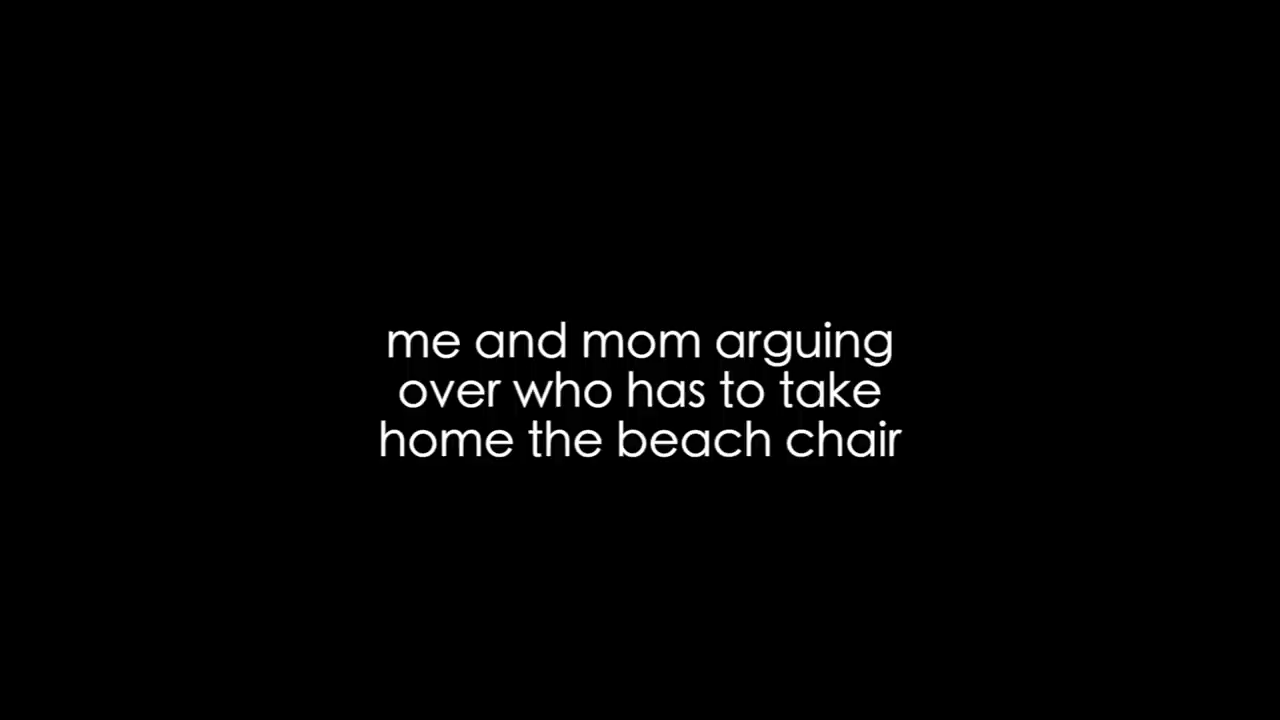 me and mom arguing
over who has to take
home the beach chair